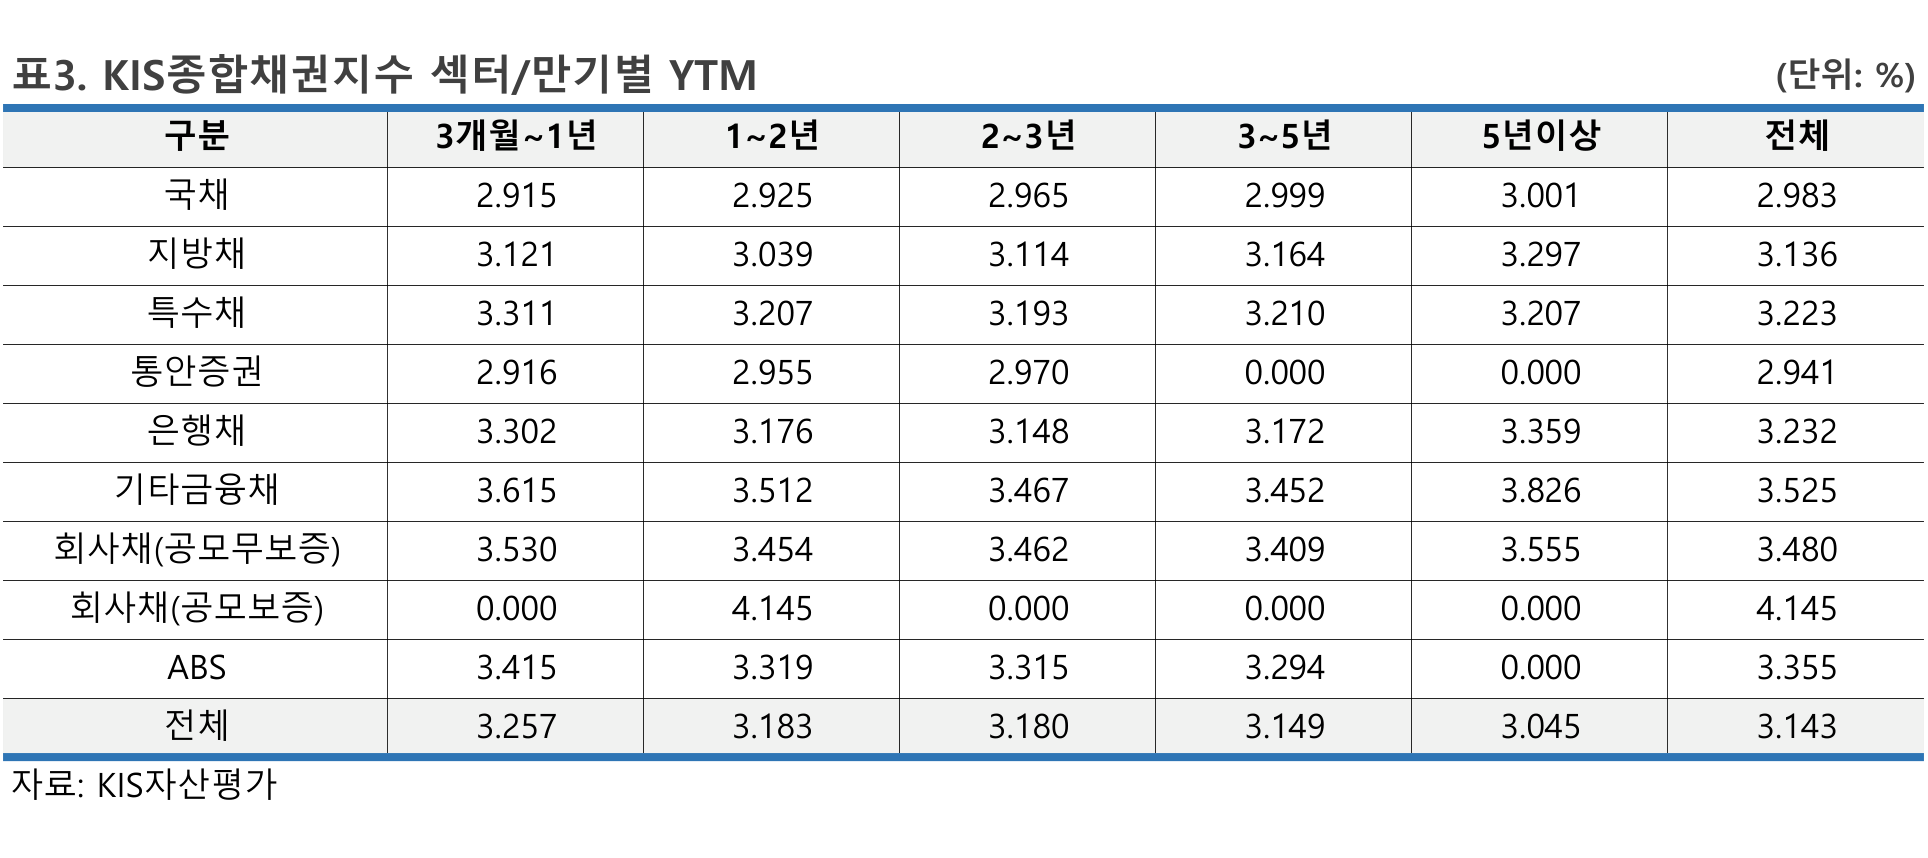 표3. KIS종합채권지수 섹터/만기별 YTM (단위: %)
구분 3개월~1년 1~2년 2~3년 3~5년 5년이상 전체
국채 2.915 2.925 2.965 2.999 3.001 2.983
지방채 3.121 3.039 3.114 3.164 3.297 3.136
특수채 3.311 3.207 3.193 3.210 3.207 3.223
통안증권 2.916 2.955 2.970 0.000 0.000 2.941
은행채 3.302 3.176 3.148 3.172 3.359 3.232
기타금융채 3.615 3.512 3.467 3.452 3.826 3.525
회사채(공모무보증) 3.530 3.454 3.462 3.409 3.555 3.480
회사채(공모보증) 0.000 4.145 0.000 0.000 0.000 4.145
ABS 3.415 3.319 3.315 3.294 0.000 3.355
전체 3.257 3.183 3.180 3.149 3.045 3.143
자료: KIS자산평가